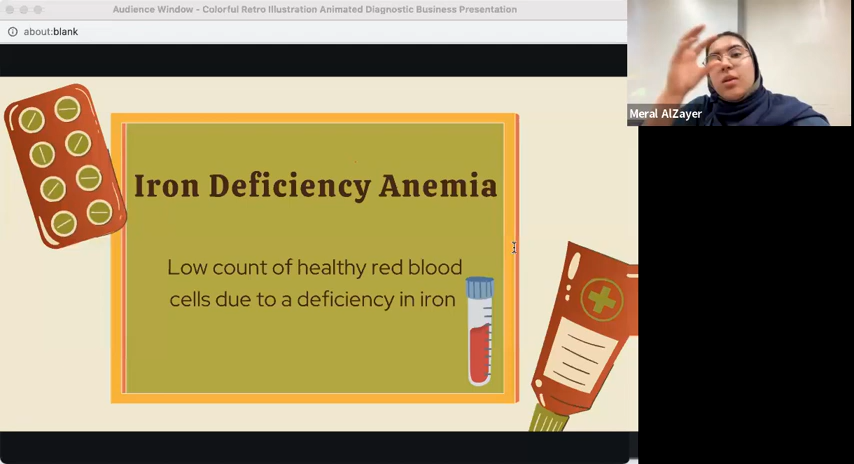 Audience Window - Colorful Retro Illustration Animated Diagnostic Business Presentation
about:blank
Meral AlZayer
Iron Deficiency Anemia
Low count of healthy red blood
cells due to a deficiency in iron